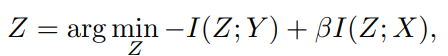 Z = arg min_Z −I(Z; Y) + βI(Z; X),